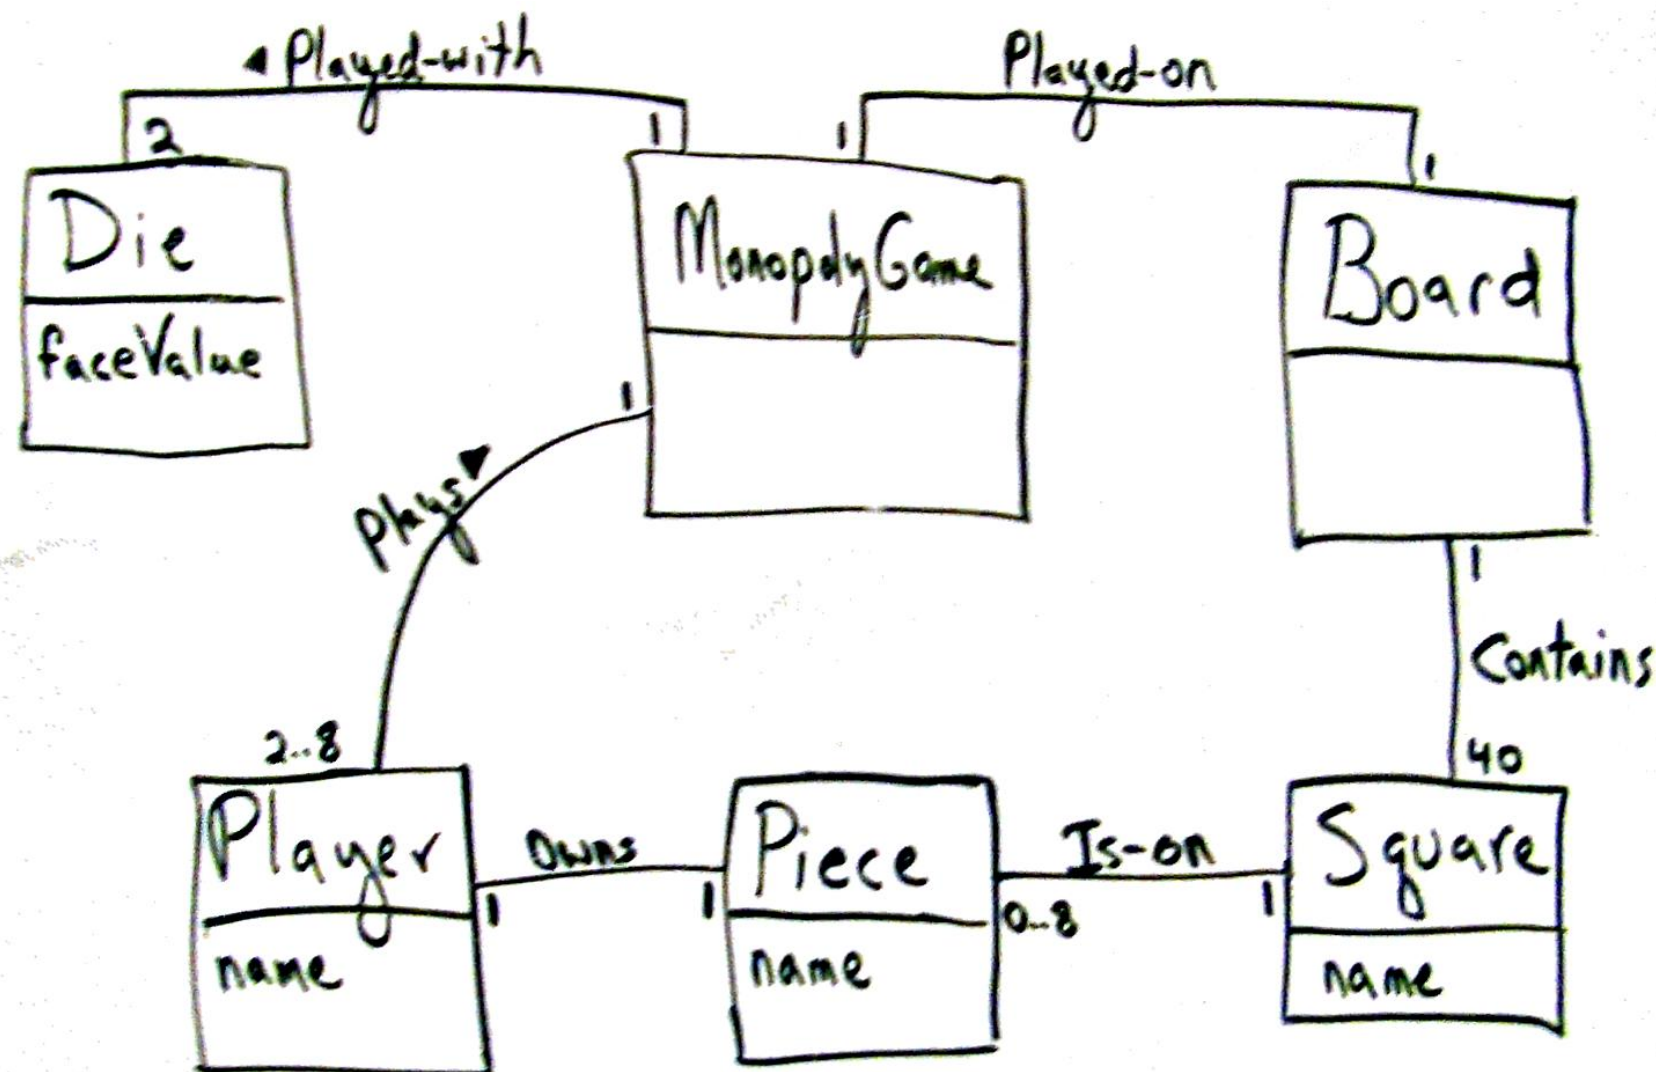 Played-with
Played-on
2
1
1
1
Die
faceValue
MonopolyGame
Board
1
Plays
1
Contains
2..8
40
Player
name
Owns
1
1
Piece
name
Is-on
0..8
1
Square
name